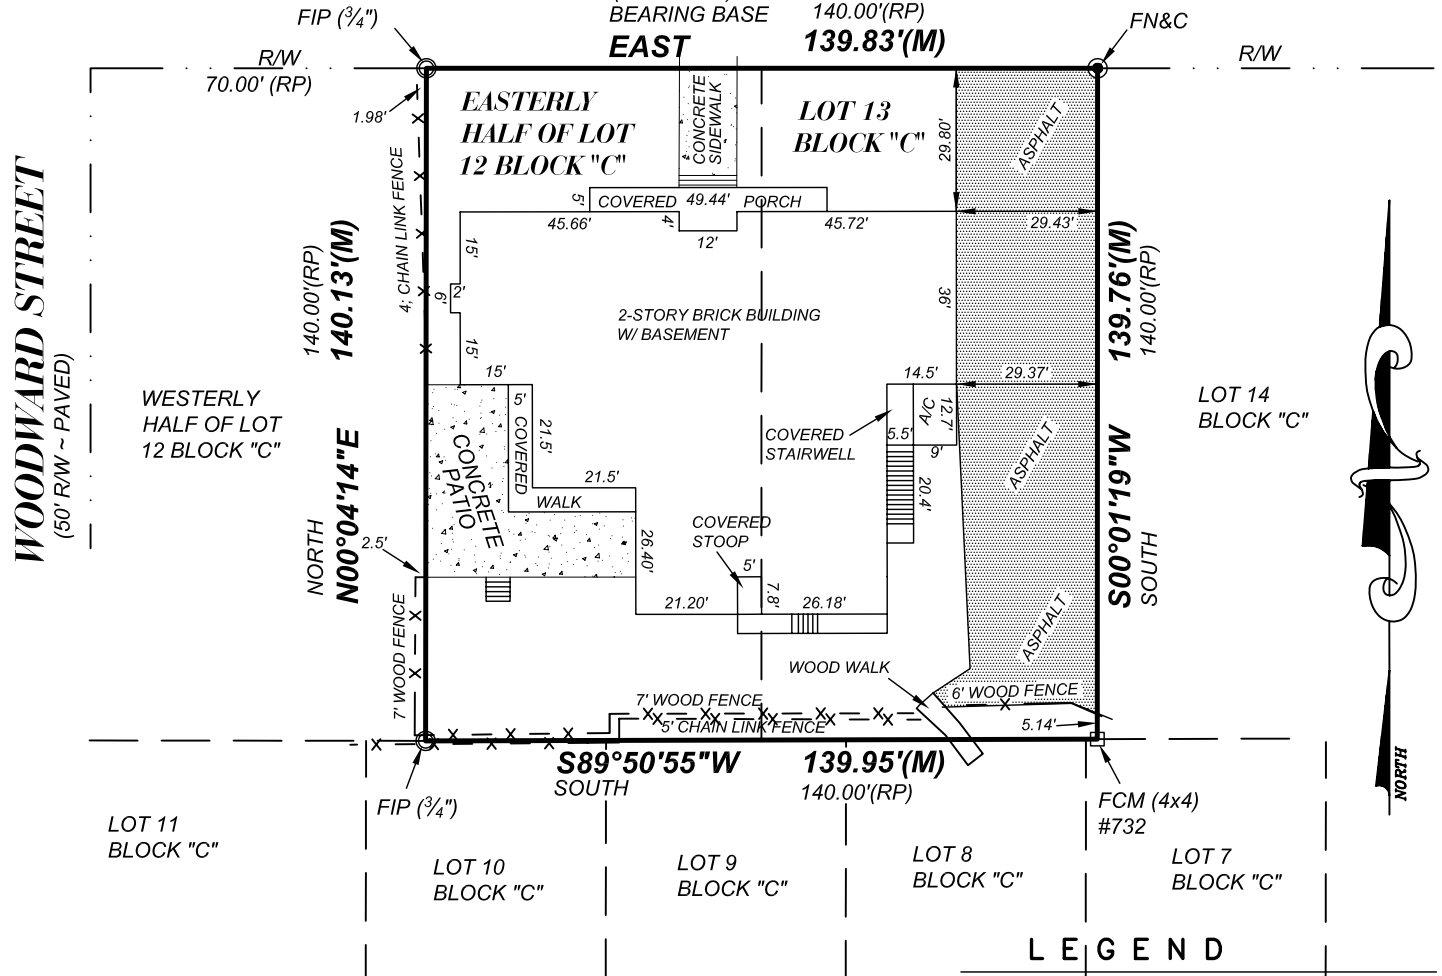 BEARING BASE
EAST
140.00'(RP)
139.83'(M)
FIP (3/4")
FN&C
R/W
70.00' (RP)
R/W
1.98'
EASTERLY
HALF OF LOT
12 BLOCK "C"
CONCRETE
SIDEWALK
LOT 13
BLOCK "C"
29.80'
ASPHALT
4; CHAIN LINK FENCE
5'
COVERED 49.44' PORCH
45.66'
4'
12'
45.72'
29.43'
15'
6'
2'
15'
36'
WOODWARD STREET
(50' R/W ~ PAVED)
140.00'(RP)
140.13'(M)
139.76'(M)
140.00'(RP)
2-STORY BRICK BUILDING
W/ BASEMENT
WESTERLY
HALF OF LOT
12 BLOCK "C"
15'
5'
COVERED
21.5'
21.5'
WALK
CONCRETE
PATIO
14.5'
29.37'
A/C
12.7'
5.5'
9'
20.4'
COVERED
STAIRWELL
ASPHALT
LOT 14
BLOCK "C"
NORTH
N00°04'14"E
S00°01'19"W
SOUTH
2.5'
26.40'
COVERED
STOOP
5'
7.8'
21.20'
26.18'
7' WOOD FENCE
ASPHALT
WOOD WALK
7' WOOD FENCE
5' CHAIN LINK FENCE
6' WOOD FENCE
5.14'
S89°50'55"W
SOUTH
139.95'(M)
140.00'(RP)
FIP (3/4")
FCM (4x4)
#732
NORTH
LOT 11
BLOCK "C"
LOT 10
BLOCK "C"
LOT 9
BLOCK "C"
LOT 8
BLOCK "C"
LOT 7
BLOCK "C"
LEGEND